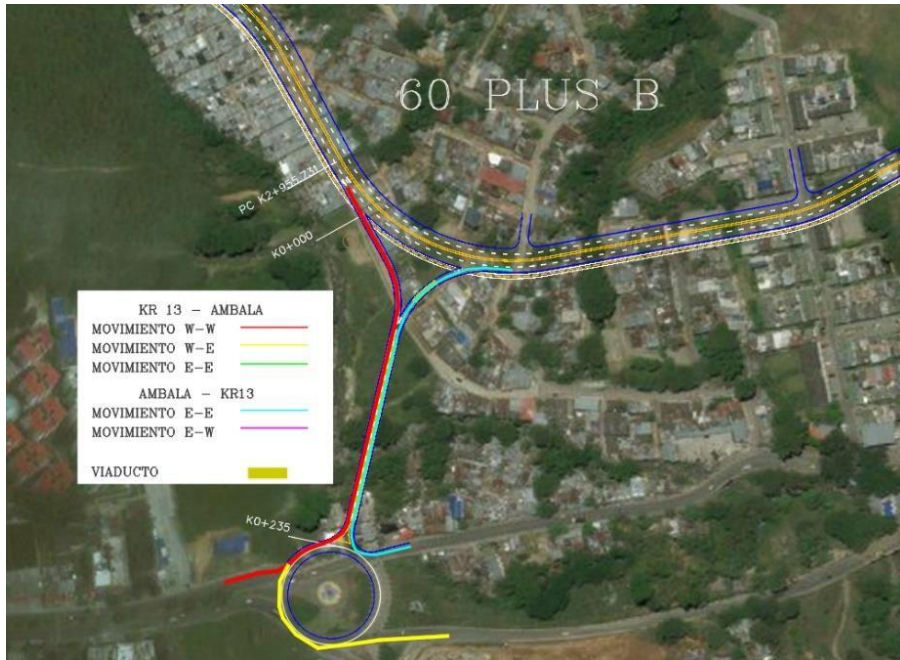 60 PLUS B
PC K2+955.731
K0+000
KR 13 - AMBALA
MOVIMIENTO W-W
MOVIMIENTO W-E
MOVIMIENTO E-E
AMBALA - KR13
MOVIMIENTO E-E
MOVIMIENTO E-W
VIADUCTO
K0+235